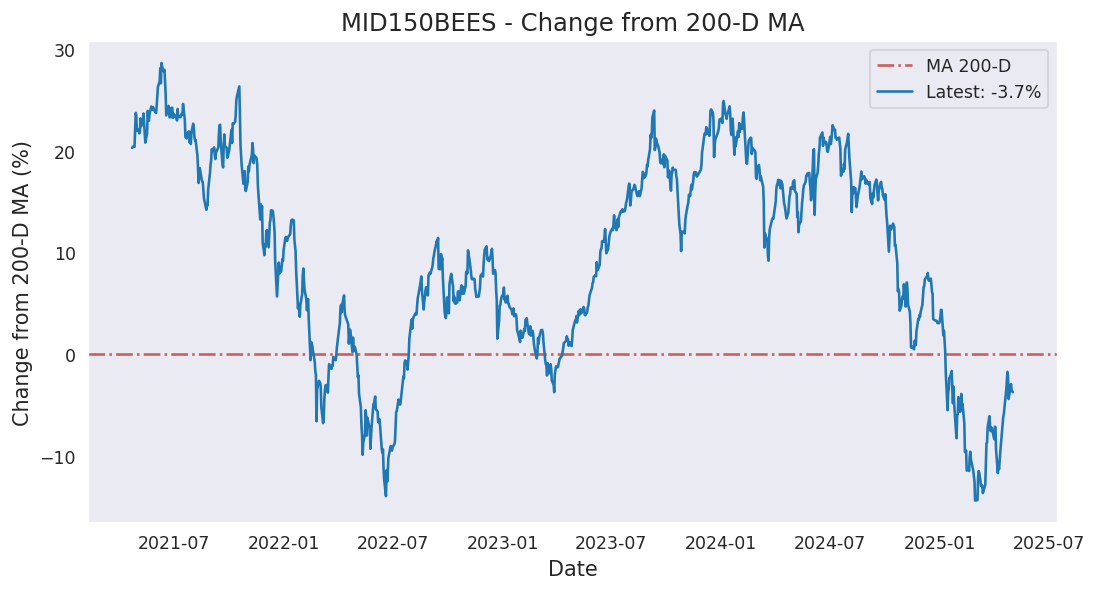 MID150BEES - Change from 200-D MA
MA 200-D
Latest: -3.7%
Change from 200-D MA (%)
30
20
10
0
−10
2021-07
2022-01
2022-07
2023-01
2023-07
2024-01
2024-07
2025-01
2025-07
Date